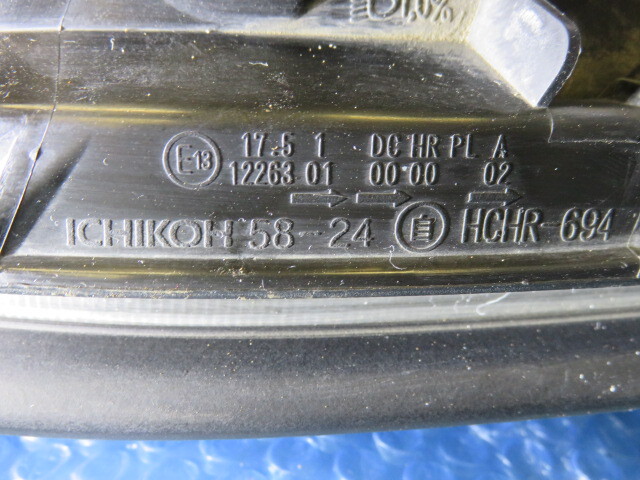 1,0%
E13 17.5 1 DC HR PL A
12263 01 00 00 02
ICHIKOH 58-24 自 HCHR-694